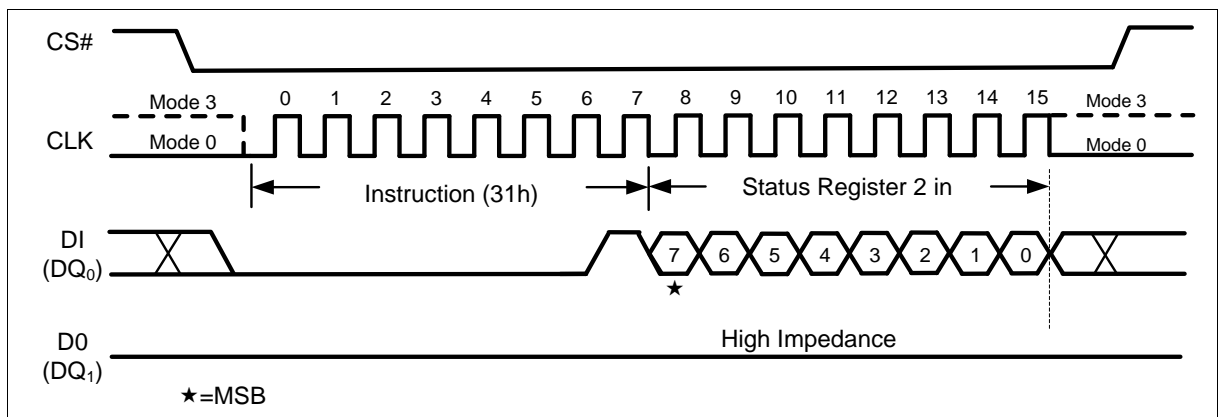 CS#
Mode 3
0 1 2 3 4 5 6 7 8 9 10 11 12 13 14 15
Mode 3
CLK
Mode 0
Mode 0
Instruction (31h)
Status Register 2 in
DI
(DQ₀)
7 6 5 4 3 2 1 0
★
D0
(DQ₁)
High Impedance
★=MSB